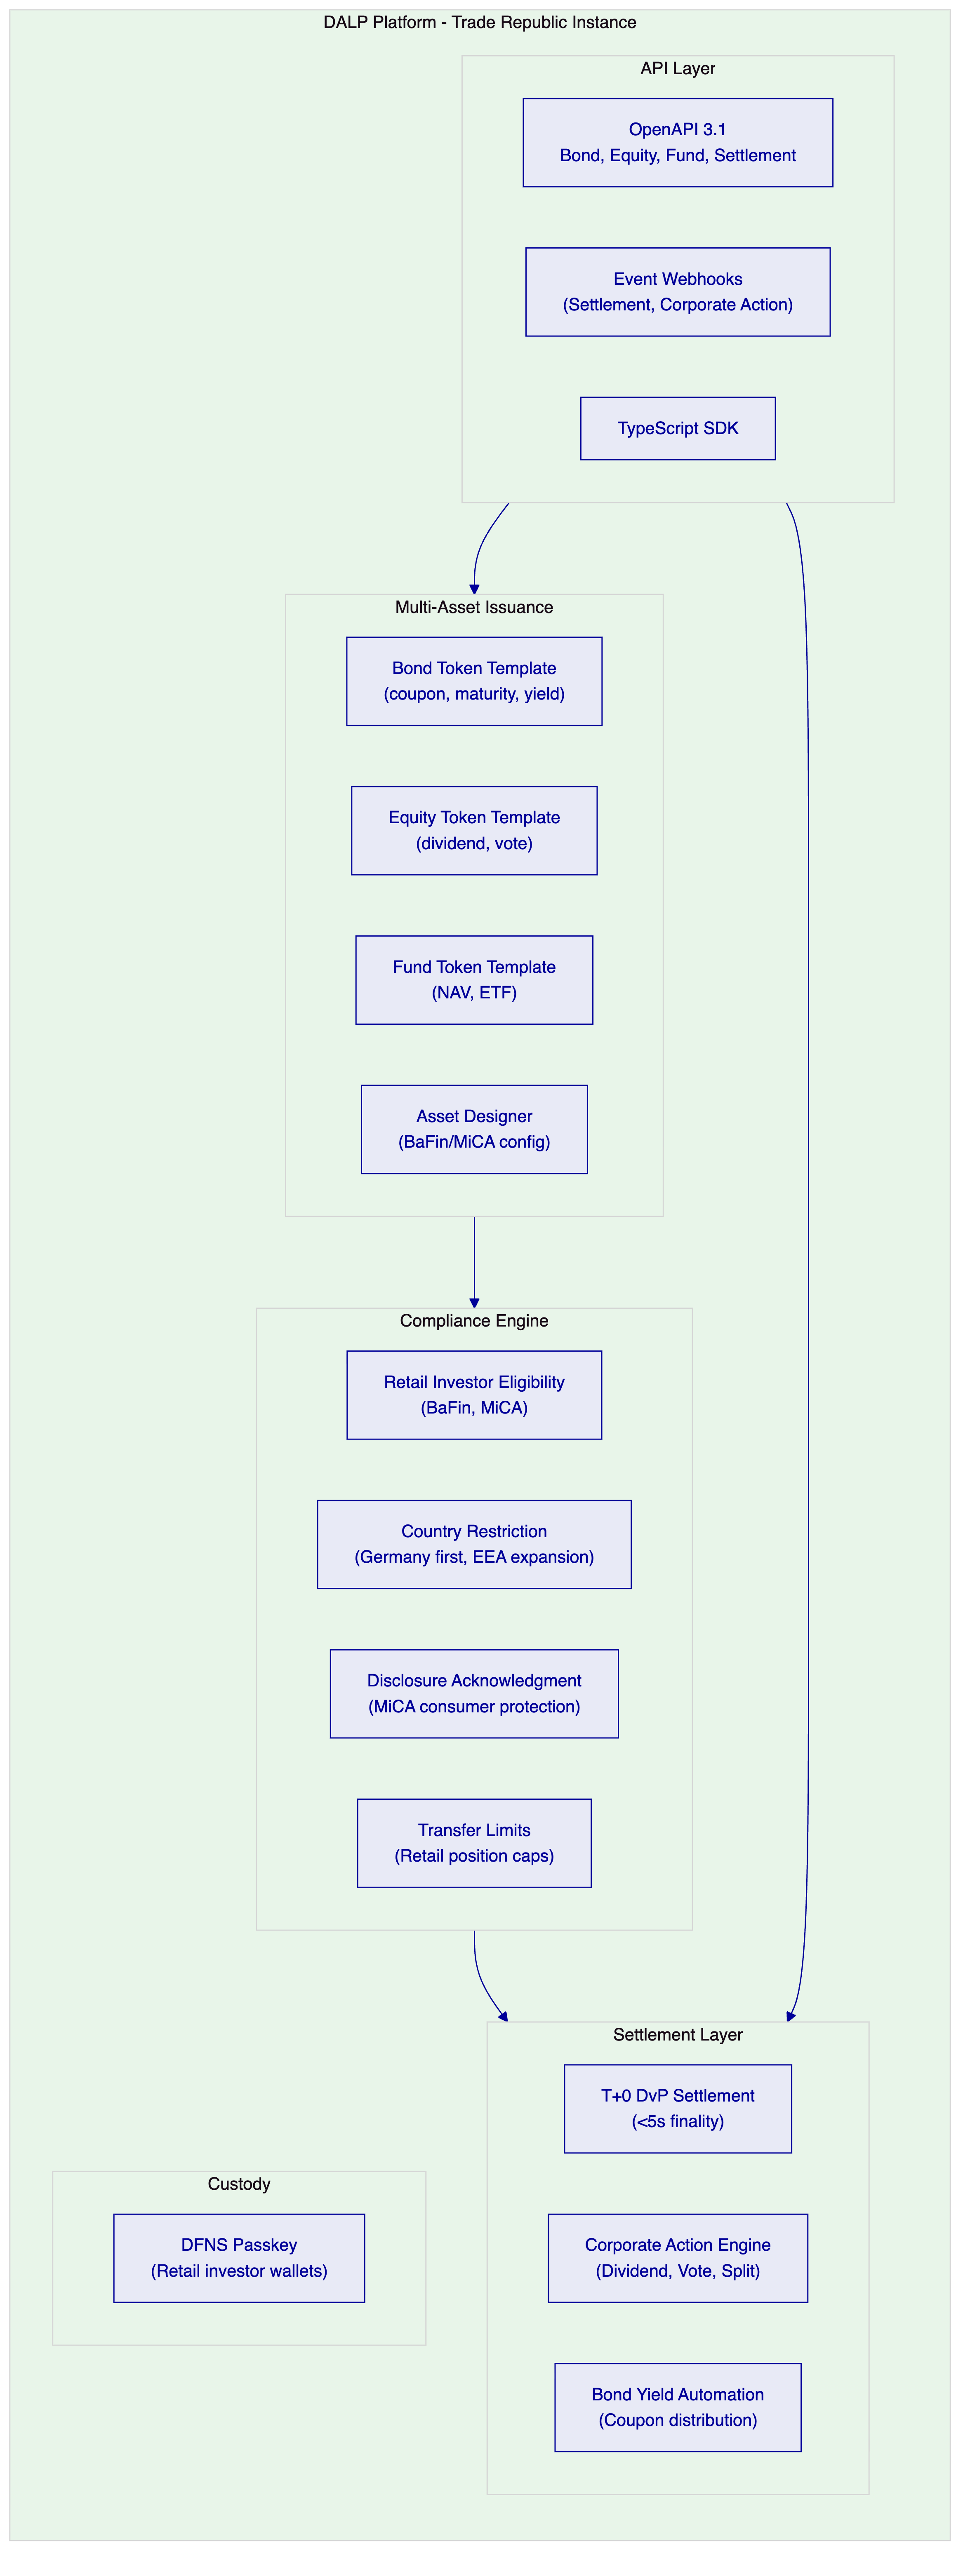 DALP Platform - Trade Republic Instance
API Layer
OpenAPI 3.1
Bond, Equity, Fund, Settlement
Event Webhooks
(Settlement, Corporate Action)
TypeScript SDK
Multi-Asset Issuance
Bond Token Template
(coupon, maturity, yield)
Equity Token Template
(dividend, vote)
Fund Token Template
(NAV, ETF)
Asset Designer
(BaFin/MiCA config)
Compliance Engine
Retail Investor Eligibility
(BaFin, MiCA)
Country Restriction
(Germany first, EEA expansion)
Disclosure Acknowledgment
(MiCA consumer protection)
Transfer Limits
(Retail position caps)
Settlement Layer
T+0 DvP Settlement
(<5s finality)
Corporate Action Engine
(Dividend, Vote, Split)
Bond Yield Automation
(Coupon distribution)
Custody
DFNS Passkey
(Retail investor wallets)